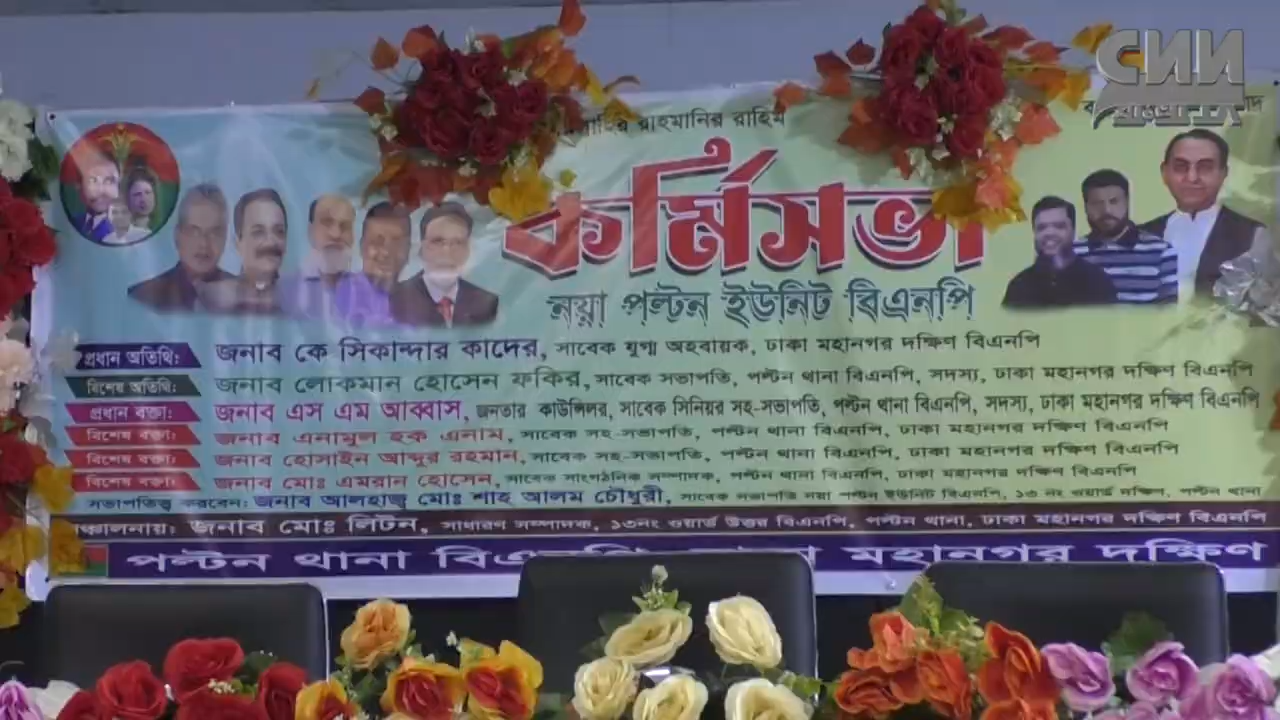 СИИ
রাহমানির রাহিম
কর্মিসভা
নয়া পল্টন ইউনিট বিএনপি
প্রধান অতিথি: জনাব কে সিকান্দার কাদের, সাবেক যুগ্ম অহবায়ক, ঢাকা মহানগর দক্ষিণ বিএনপি
বিশেষ অতিথি: জনাব লোকমান হোসেন ফকির, সাবেক সভাপতি, পল্টন থানা বিএনপি, সদস্য, ঢাকা মহানগর দক্ষিণ বিএনপি
প্রধান বক্তা: জনাব এস এম আব্বাস, জনতার কাউন্সিলর, সাবেক সিনিয়র সহ-সভাপতি, পল্টন থানা বিএনপি, সদস্য, ঢাকা মহানগর দক্ষিণ বিএনপি
বিশেষ বক্তা: জনাব এনামুল হক এনাম, সাবেক সহ-সভাপতি, পল্টন থানা বিএনপি, ঢাকা মহানগর দক্ষিণ বিএনপি
বিশেষ বক্তা: জনাব হোসাইন আব্দুর রহমান, সাবেক সহ-সভাপতি, পল্টন থানা বিএনপি, ঢাকা মহানগর দক্ষিণ বিএনপি
বিশেষ বক্তা: জনাব মোঃ এমরান হোসেন, সাবেক সাংগঠনিক সম্পাদক, পল্টন থানা বিএনপি, ঢাকা মহানগর দক্ষিণ বিএনপি
সভাপতিত্ব করবেন: জনাব আলহাজ্ব মোঃ শাহ আলম চৌধুরী, সাবেক সভাপতি নয়া পল্টন ইউনিট বিএনপি, ১৩ নং ওয়ার্ড দক্ষিণ, পল্টন থানা
জনাব মোঃ লিটন, সাধারণ সম্পাদক, ১৩নং ওয়ার্ড উত্তর বিএনপি, পল্টন থানা, ঢাকা মহানগর দক্ষিণ বিএনপি
পল্টন থানা মহানগর দক্ষিণ